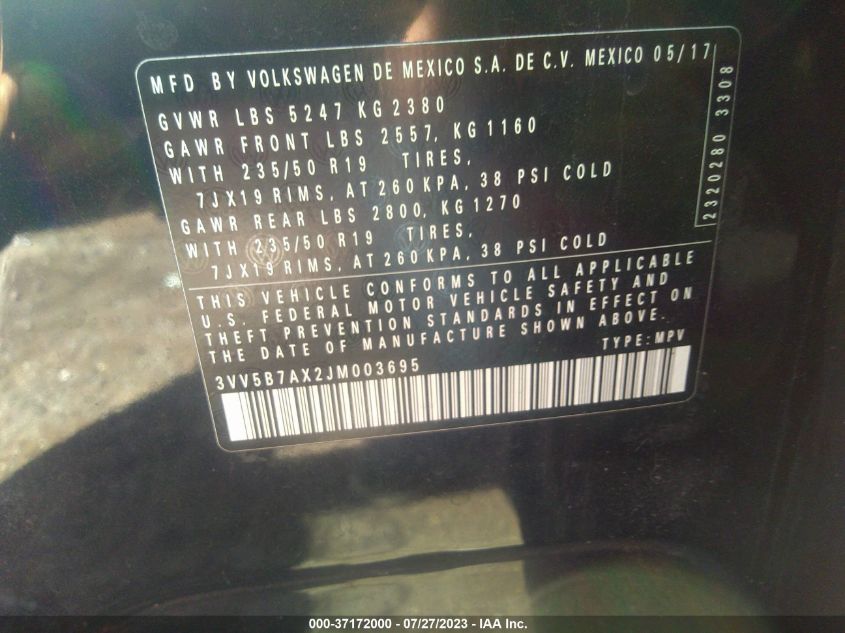 MFD BY VOLKSWAGEN DE MEXICO S.A. DE C.V. MEXICO 05/17
GVWR LBS 5247 KG 2380
GAWR FRONT LBS 2557, KG 1160
WITH 235/50 R19 TIRES,
7JX19 RIMS, AT 260 KPA, 38 PSI COLD
GAWR REAR LBS 2800, KG 1270
WITH 235/50 R19 TIRES,
7JX19 RIMS, AT 260 KPA, 38 PSI COLD
2320280 3308
THIS VEHICLE CONFORMS TO ALL APPLICABLE
U.S. FEDERAL MOTOR VEHICLE SAFETY AND
THEFT PREVENTION STANDARDS IN EFFECT ON
THE DATE OF MANUFACTURE SHOWN ABOVE.
TYPE: MPV
3VV5B7AX2JM003695
000-37172000 - 07/27/2023 - IAA Inc.